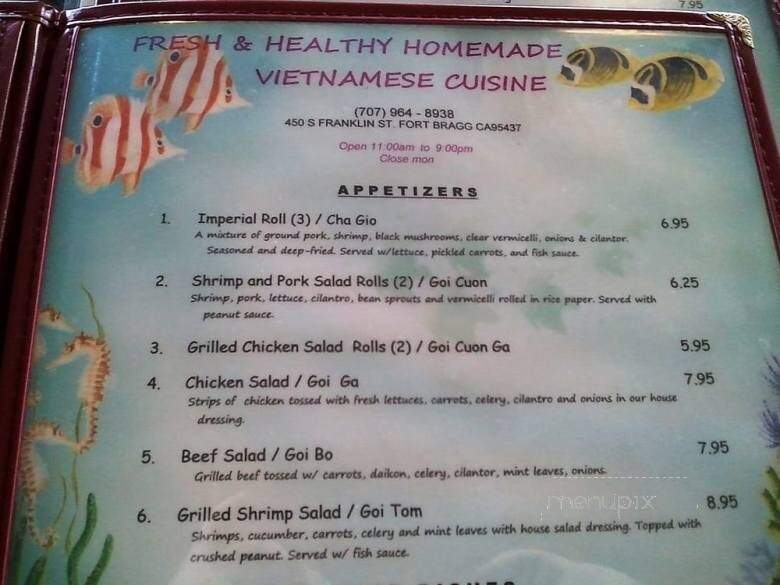 7.95
FRESH & HEALTHY HOMEMADE
VIETNAMESE CUISINE
(707) 964 - 8938
450 S FRANKLIN ST. FORT BRAGG CA95437
Open 11:00am to 9:00pm
Close mon
APPETIZERS
1. Imperial Roll (3) / Cha Gio 6.95
A mixture of ground pork, shrimp, black mushrooms, clear vermicelli, onions & cilantor.
Seasoned and deep-fried. Served w/lettuce, pickled carrots, and fish sauce.
2. Shrimp and Pork Salad Rolls (2) / Goi Cuon 6.25
Shrimp, pork, lettuce, cilantro, bean sprouts and vermicelli rolled in rice paper. Served with
peanut sauce.
3. Grilled Chicken Salad Rolls (2) / Goi Cuon Ga 5.95
4. Chicken Salad / Goi Ga 7.95
Strips of chicken tossed with fresh lettuces, carrots, celery, cilantro and onions in our house
dressing.
5. Beef Salad / Goi Bo 7.95
Grilled beef tossed w/ carrots, daikon, celery, cilantor, mint leaves, onions.
menupix
6. Grilled Shrimp Salad / Goi Tom 8.95
Shrimps, cucumber, carrots, celery and mint leaves with house salad dressing. Topped with
crushed peanut. Served w/ fish sauce.